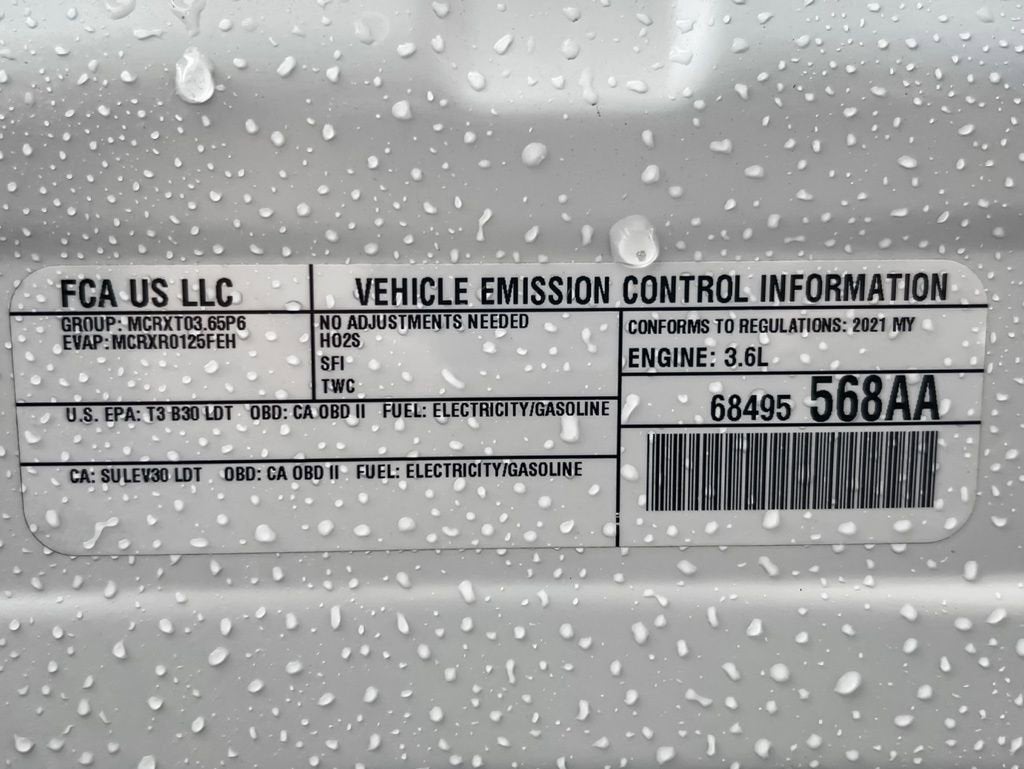 FCA US LLC
VEHICLE EMISSION CONTROL INFORMATION
GROUP: MCRXT03.65P6
EVAP: MCRXR0125FEH
NO ADJUSTMENTS NEEDED
HO2S
SFI
TWC
CONFORMS TO REGULATIONS: 2021 MY
ENGINE: 3.6L
68495 568AA
U.S. EPA: T3 B30 LDT OBD: CA OBD II FUEL: ELECTRICITY/GASOLINE
CA: SULEV30 LDT OBD: CA OBD II FUEL: ELECTRICITY/GASOLINE